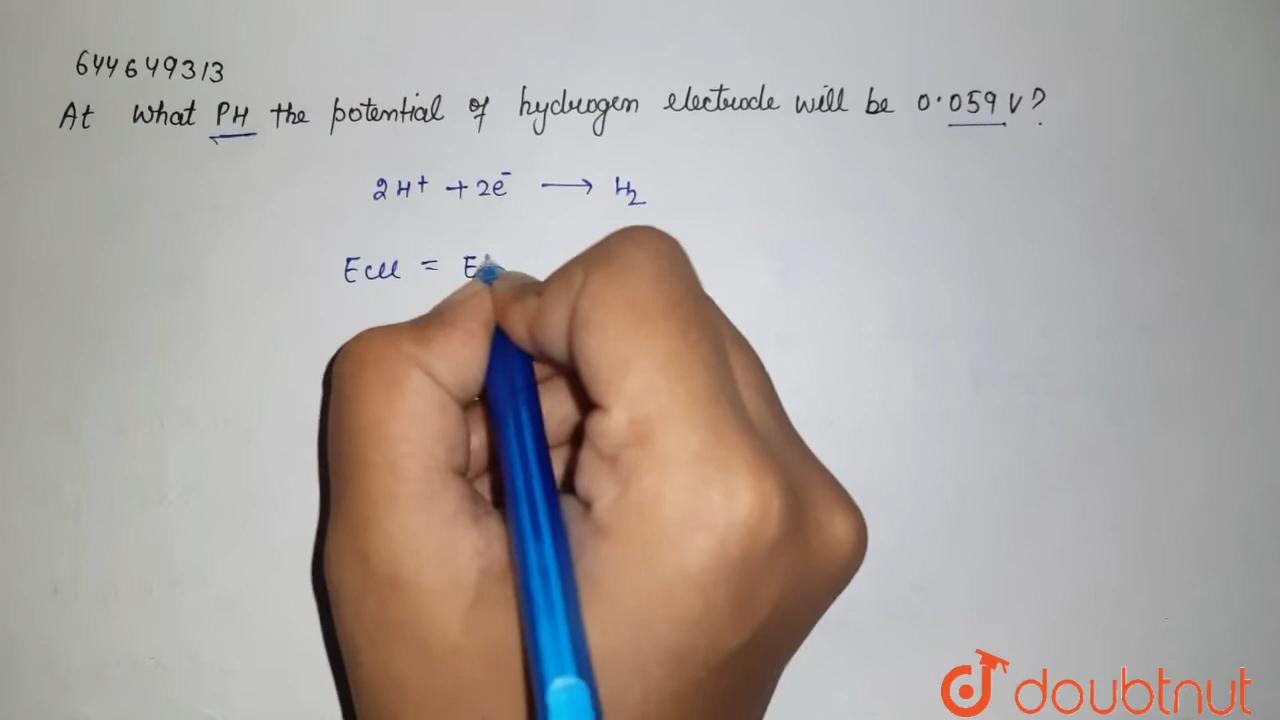 644649313
At what PH the potential of hydrogen electrode will be 0.059 V?
2H⁺ + 2e⁻ → H₂
Ecell = E
doubtnut